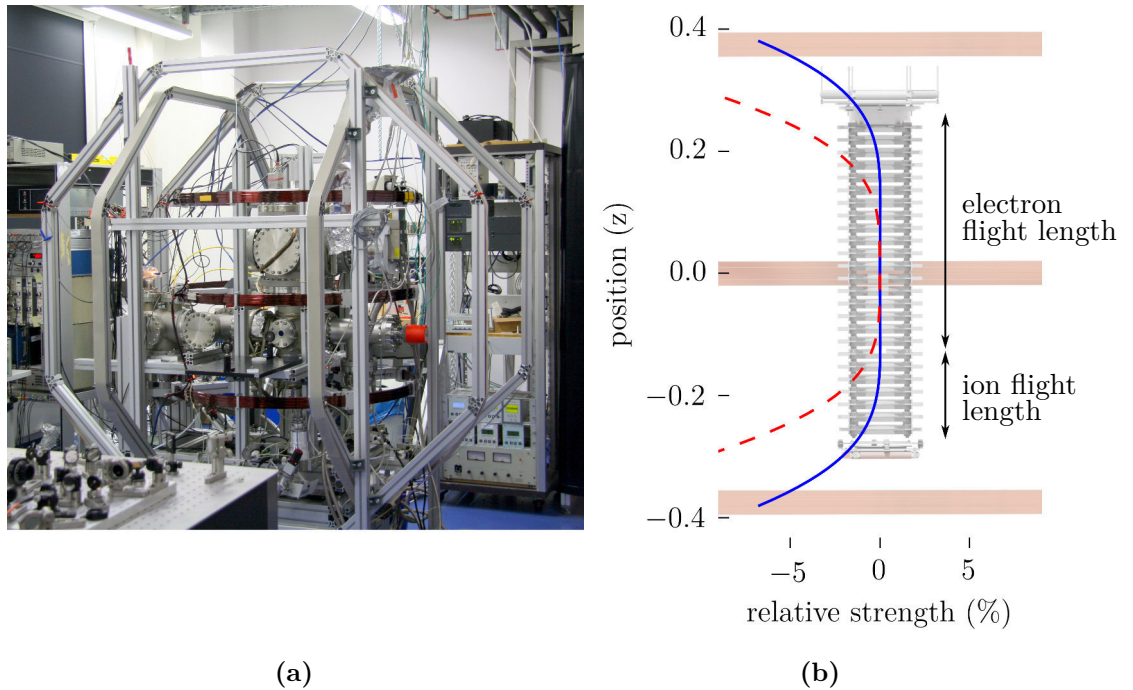 0.4
0.2
0.0
−0.2
−0.4
position (z)
electron
flight length
ion flight
length
−5
0
5
relative strength (%)
(a)
(b)